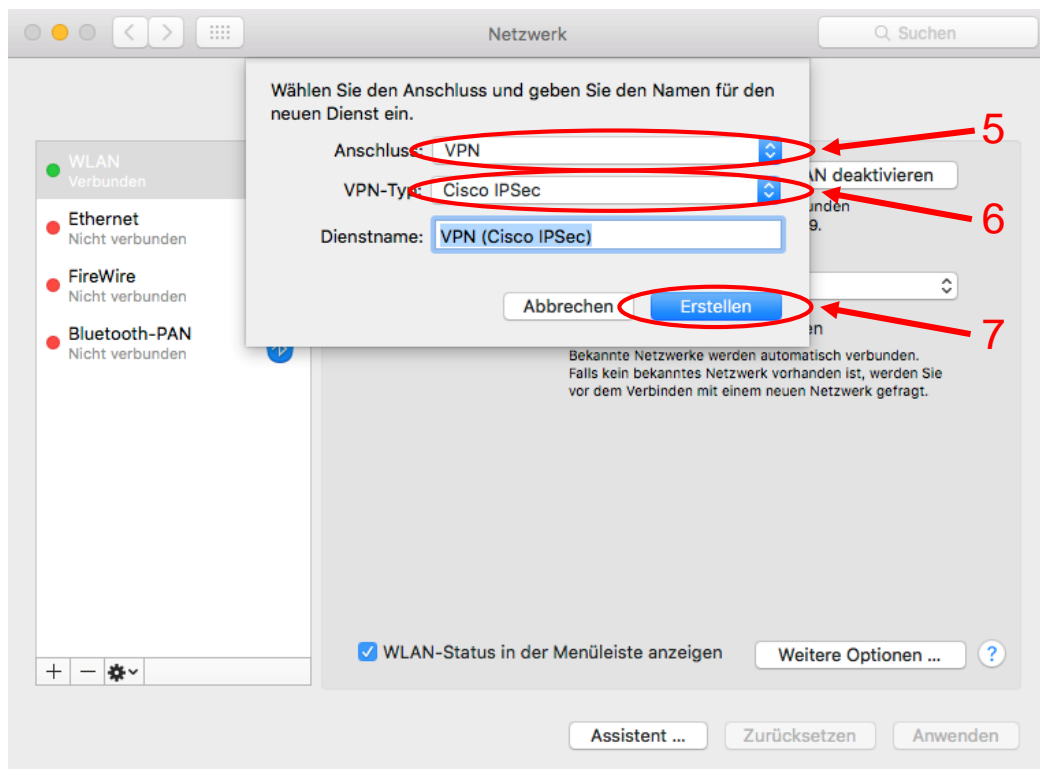 Netzwerk
Suchen
Wählen Sie den Anschluss und geben Sie den Namen für den
neuen Dienst ein.
Anschluss: VPN
5
VPN-Typ: Cisco IPSec
6
Dienstname: VPN (Cisco IPSec)
Abbrechen
Erstellen
7
WLAN
Verbunden
Ethernet
Nicht verbunden
FireWire
Nicht verbunden
Bluetooth-PAN
Nicht verbunden
deaktivieren
9.
Bekannte Netzwerke werden automatisch verbunden.
Falls kein bekanntes Netzwerk vorhanden ist, werden Sie
vor dem Verbinden mit einem neuen Netzwerk gefragt.
WLAN-Status in der Menüleiste anzeigen
Weitere Optionen ...
?
Assistent ...
Zurücksetzen
Anwenden